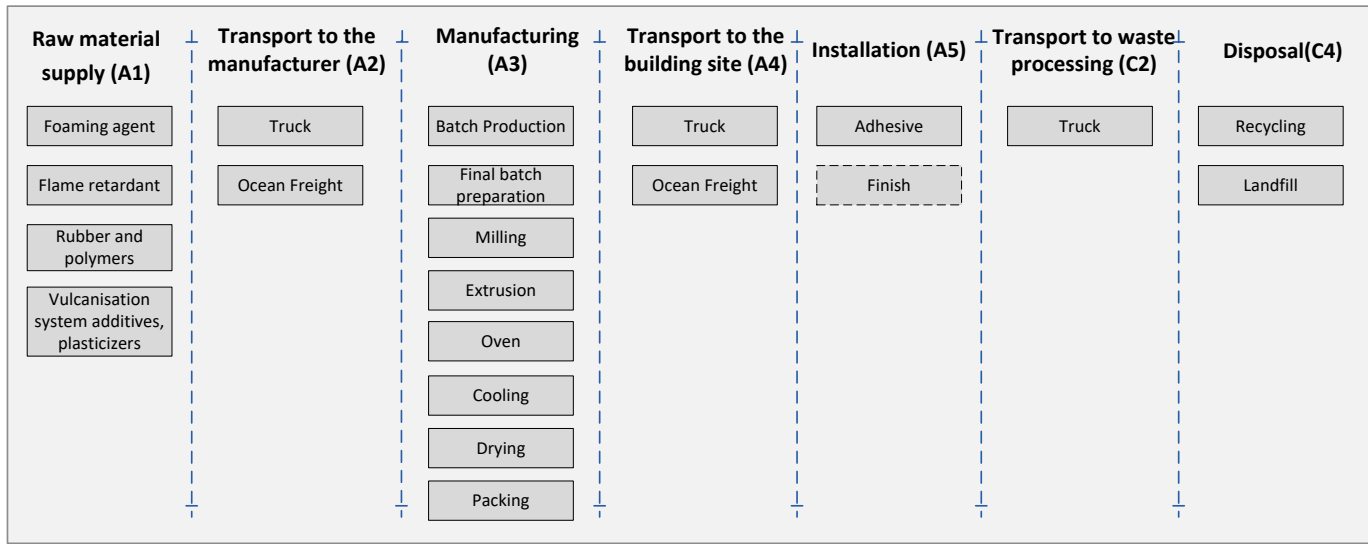 Raw material
supply (A1)
Foaming agent
Flame retardant
Rubber and
polymers
Vulcanisation
system additives,
plasticizers
Transport to the
manufacturer (A2)
Truck
Ocean Freight
Manufacturing
(A3)
Batch Production
Final batch
preparation
Milling
Extrusion
Oven
Cooling
Drying
Packing
Transport to the
building site (A4)
Truck
Ocean Freight
Installation (A5)
Adhesive
Finish
Transport to waste
processing (C2)
Truck
Disposal(C4)
Recycling
Landfill